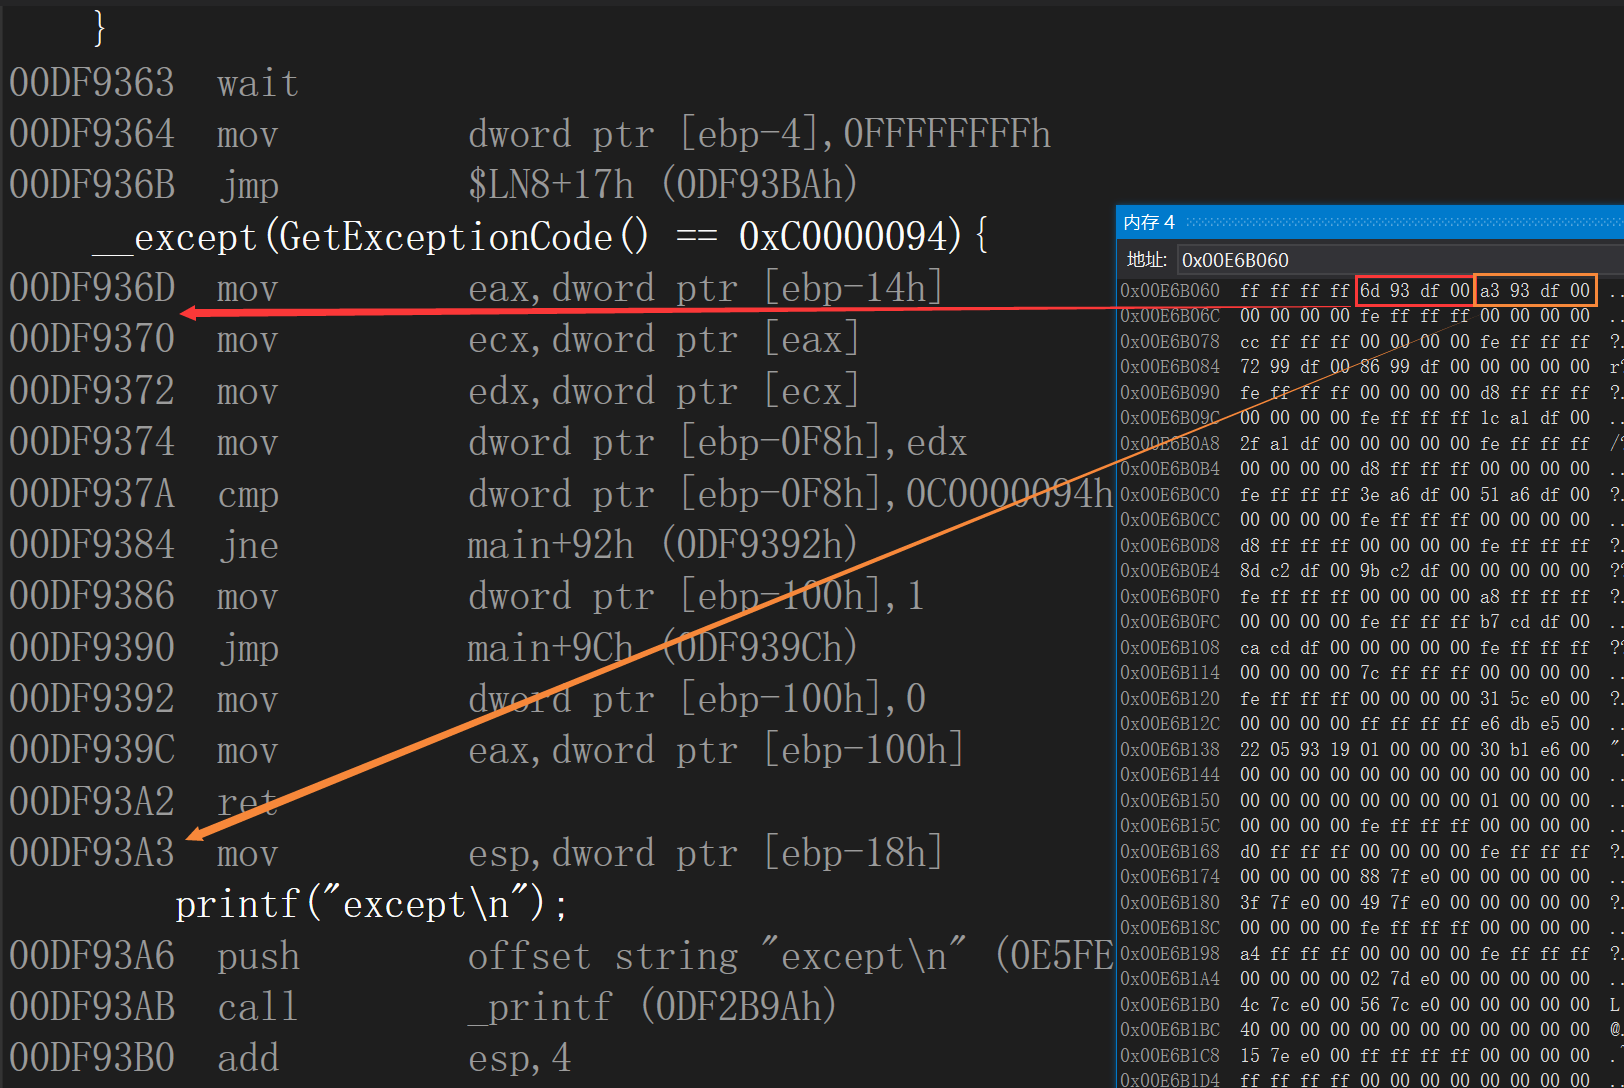 }
00DF9363 wait
00DF9364 mov dword ptr [ebp-4],0FFFFFFFFh
00DF936B jmp $LN8+17h (0DF93BAh)
__except(GetExceptionCode() == 0xC0000094){
00DF936D mov eax,dword ptr [ebp-14h]
00DF9370 mov ecx,dword ptr [eax]
00DF9372 mov edx,dword ptr [ecx]
00DF9374 mov dword ptr [ebp-0F8h],edx
00DF937A cmp dword ptr [ebp-0F8h],0C0000094h
00DF9384 jne main+92h (0DF9392h)
00DF9386 mov dword ptr [ebp-100h],1
00DF9390 jmp main+9Ch (0DF939Ch)
00DF9392 mov dword ptr [ebp-100h],0
00DF939C mov eax,dword ptr [ebp-100h]
00DF93A2 ret
00DF93A3 mov esp,dword ptr [ebp-18h]
printf("except\n");
00DF93A6 push offset string "except\n" (0E5FE
00DF93AB call _printf (0DF2B9Ah)
00DF93B0 add esp,4
内存 4
地址: 0x00E6B060
0x00E6B060 ff ff ff ff 6d 93 df 00 a3 93 df 00 ..
0x00E6B06C 00 00 00 00 fe ff ff ff 00 00 00 00 ..
0x00E6B078 cc ff ff ff 00 00 00 00 fe ff ff ff ?.
0x00E6B084 72 99 df 00 86 99 df 00 00 00 00 00 r?
0x00E6B090 fe ff ff ff 00 00 00 00 d8 ff ff ff ?.
0x00E6B09C 00 00 00 00 fe ff ff ff 1c a1 df 00 ..
0x00E6B0A8 2f a1 df 00 00 00 00 00 fe ff ff ff /?
0x00E6B0B4 00 00 00 00 d8 ff ff ff 00 00 00 00 ..
0x00E6B0C0 fe ff ff ff 3e a6 df 00 51 a6 df 00 ?.
0x00E6B0CC 00 00 00 00 fe ff ff ff 00 00 00 00 ..
0x00E6B0D8 d8 ff ff ff 00 00 00 00 fe ff ff ff ?.
0x00E6B0E4 8d c2 df 00 9b c2 df 00 00 00 00 00 ??
0x00E6B0F0 fe ff ff ff 00 00 00 00 a8 ff ff ff ?.
0x00E6B0FC 00 00 00 00 fe ff ff ff b7 cd df 00 ..
0x00E6B108 ca cd df 00 00 00 00 00 fe ff ff ff ??
0x00E6B114 00 00 00 00 7c ff ff ff 00 00 00 00 ..
0x00E6B120 fe ff ff ff 00 00 00 00 31 5c e0 00 ?.
0x00E6B12C 00 00 00 00 ff ff ff ff e6 db e5 00 ..
0x00E6B138 22 05 93 19 01 00 00 00 30 b1 e6 00 ".
0x00E6B144 00 00 00 00 00 00 00 00 00 00 00 00 ..
0x00E6B150 00 00 00 00 00 00 00 00 01 00 00 00 ..
0x00E6B15C 00 00 00 00 fe ff ff ff 00 00 00 00 ..
0x00E6B168 d0 ff ff ff 00 00 00 00 fe ff ff ff ?.
0x00E6B174 00 00 00 00 88 7f e0 00 00 00 00 00 ..
0x00E6B180 3f 7f e0 00 49 7f e0 00 00 00 00 00 ?.
0x00E6B18C 00 00 00 00 fe ff ff ff 00 00 00 00 ..
0x00E6B198 a4 ff ff ff 00 00 00 00 fe ff ff ff ?.
0x00E6B1A4 00 00 00 00 02 7d e0 00 00 00 00 00 ..
0x00E6B1B0 4c 7c e0 00 56 7c e0 00 00 00 00 00 L
0x00E6B1BC 40 00 00 00 00 00 00 00 00 00 00 00 @.
0x00E6B1C8 15 7e e0 00 ff ff ff ff 00 00 00 00
0x00E6B1D4 ff ff ff ff 00 00 00 00 00 00 00 00